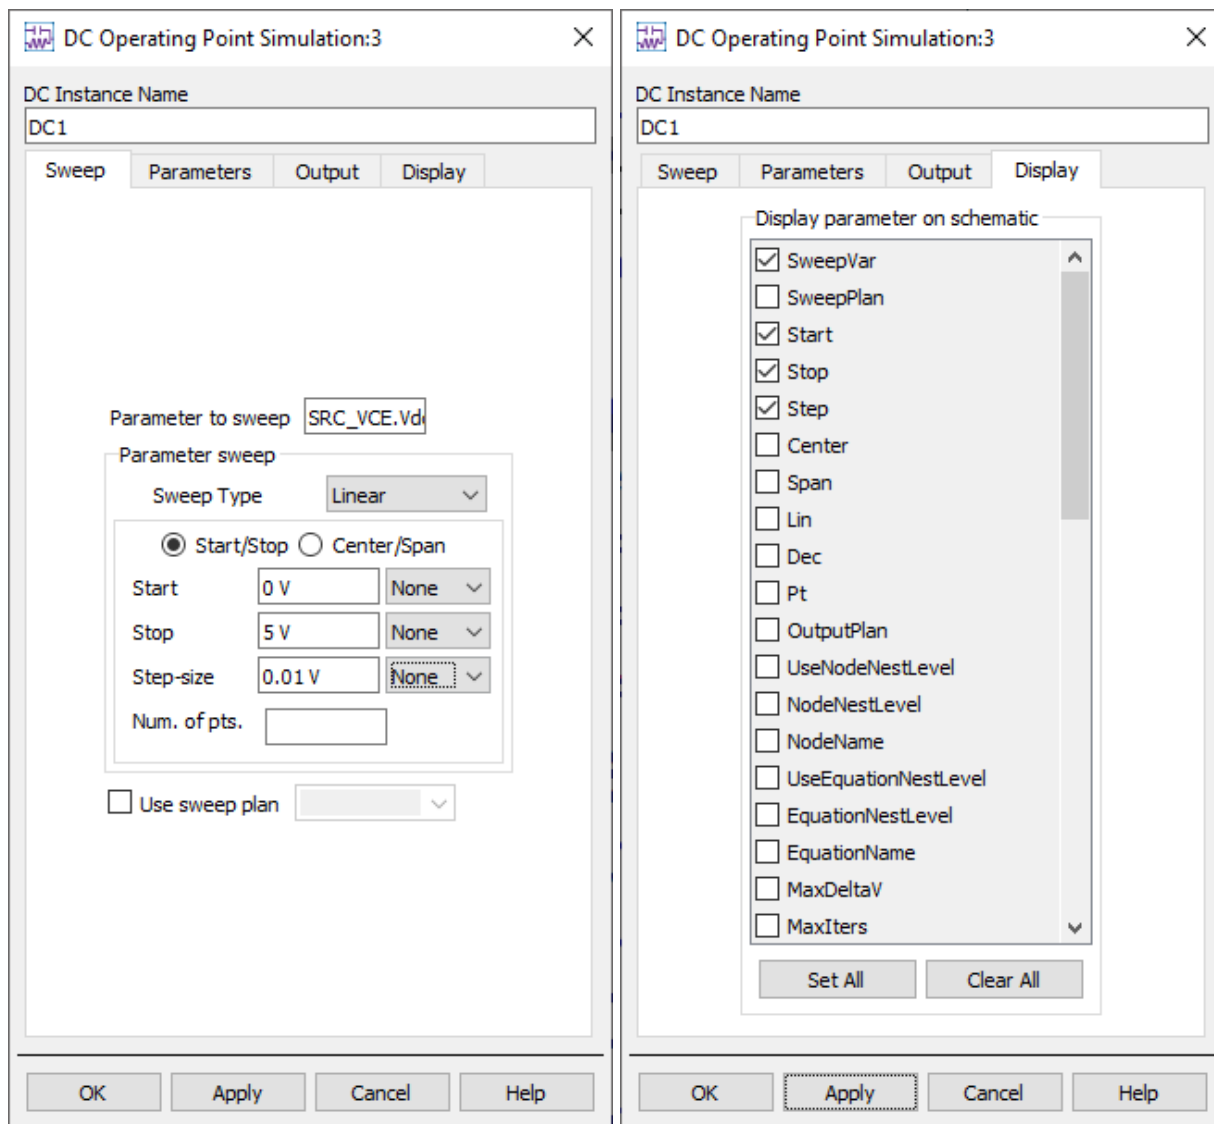 DC Operating Point Simulation:3
DC Instance Name
DC1
Sweep Parameters Output Display
Parameter to sweep SRC_VCE.Vd
Parameter sweep
Sweep Type Linear
Start/Stop Center/Span
Start 0 V None
Stop 5 V None
Step-size 0.01 V None
Num. of pts.
Use sweep plan
OK Apply Cancel Help
DC Operating Point Simulation:3
DC Instance Name
DC1
Sweep Parameters Output Display
Display parameter on schematic
SweepVar
SweepPlan
Start
Stop
Step
Center
Span
Lin
Dec
Pt
OutputPlan
UseNodeNestLevel
NodeNestLevel
NodeName
UseEquationNestLevel
EquationNestLevel
EquationName
MaxDeltaV
MaxIters
Set All Clear All
OK Apply Cancel Help